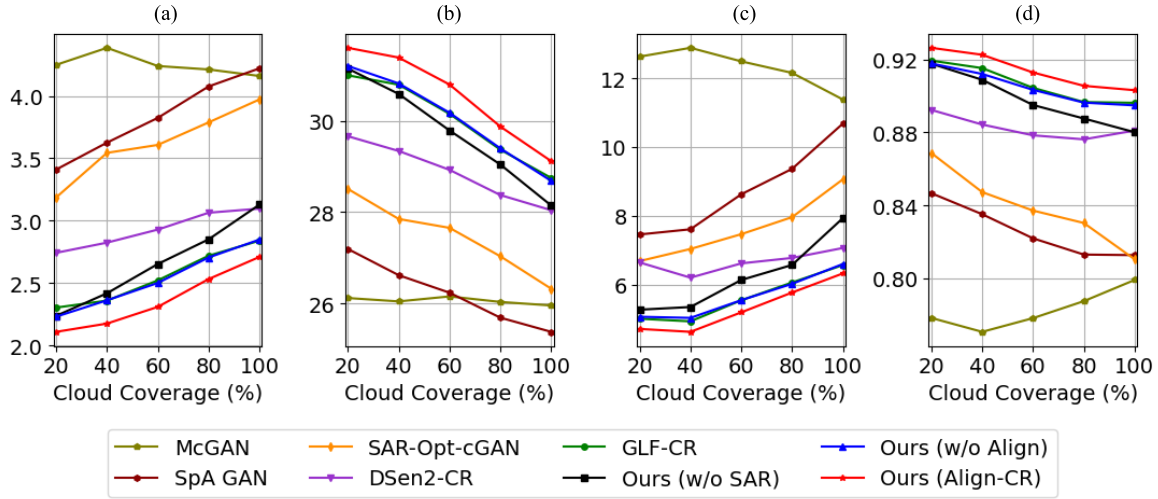 (a) (b) (c) (d)
4.0 30 12 0.92
3.5 28 10 0.88
3.0 8 0.84
2.5 26 6 0.80
2.0
20 40 60 80 100 20 40 60 80 100 20 40 60 80 100 20 40 60 80 100
Cloud Coverage (%) Cloud Coverage (%) Cloud Coverage (%) Cloud Coverage (%)
McGAN SAR-Opt-cGAN GLF-CR Ours (w/o Align)
SpA GAN DSen2-CR Ours (w/o SAR) Ours (Align-CR)